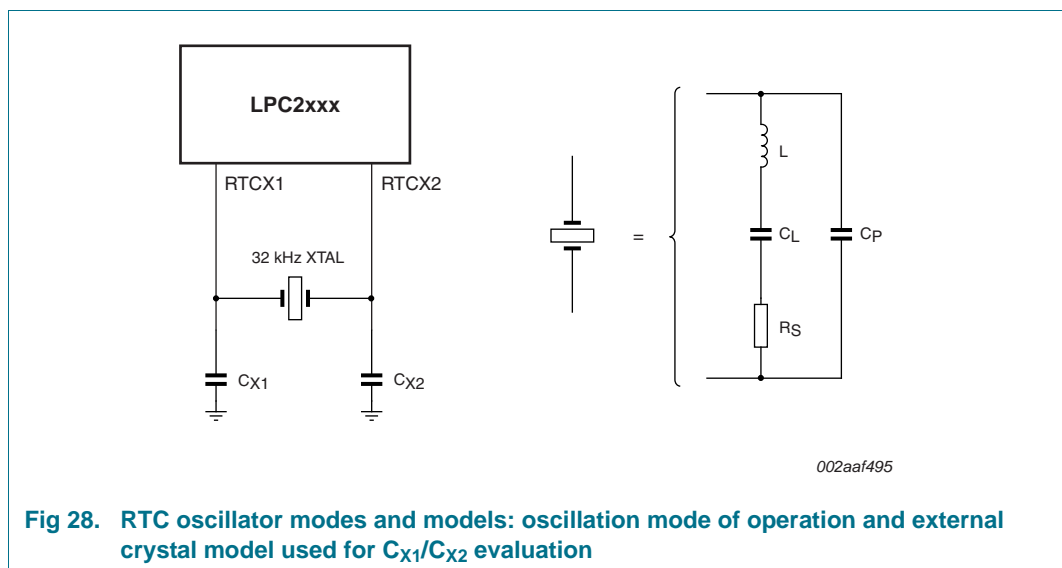 LPC2xxx
RTCX1
RTCX2
32 kHz XTAL
CX1
CX2
=
L
CL
CP
RS
002aaf495
Fig 28. RTC oscillator modes and models: oscillation mode of operation and external
crystal model used for CX1/CX2 evaluation